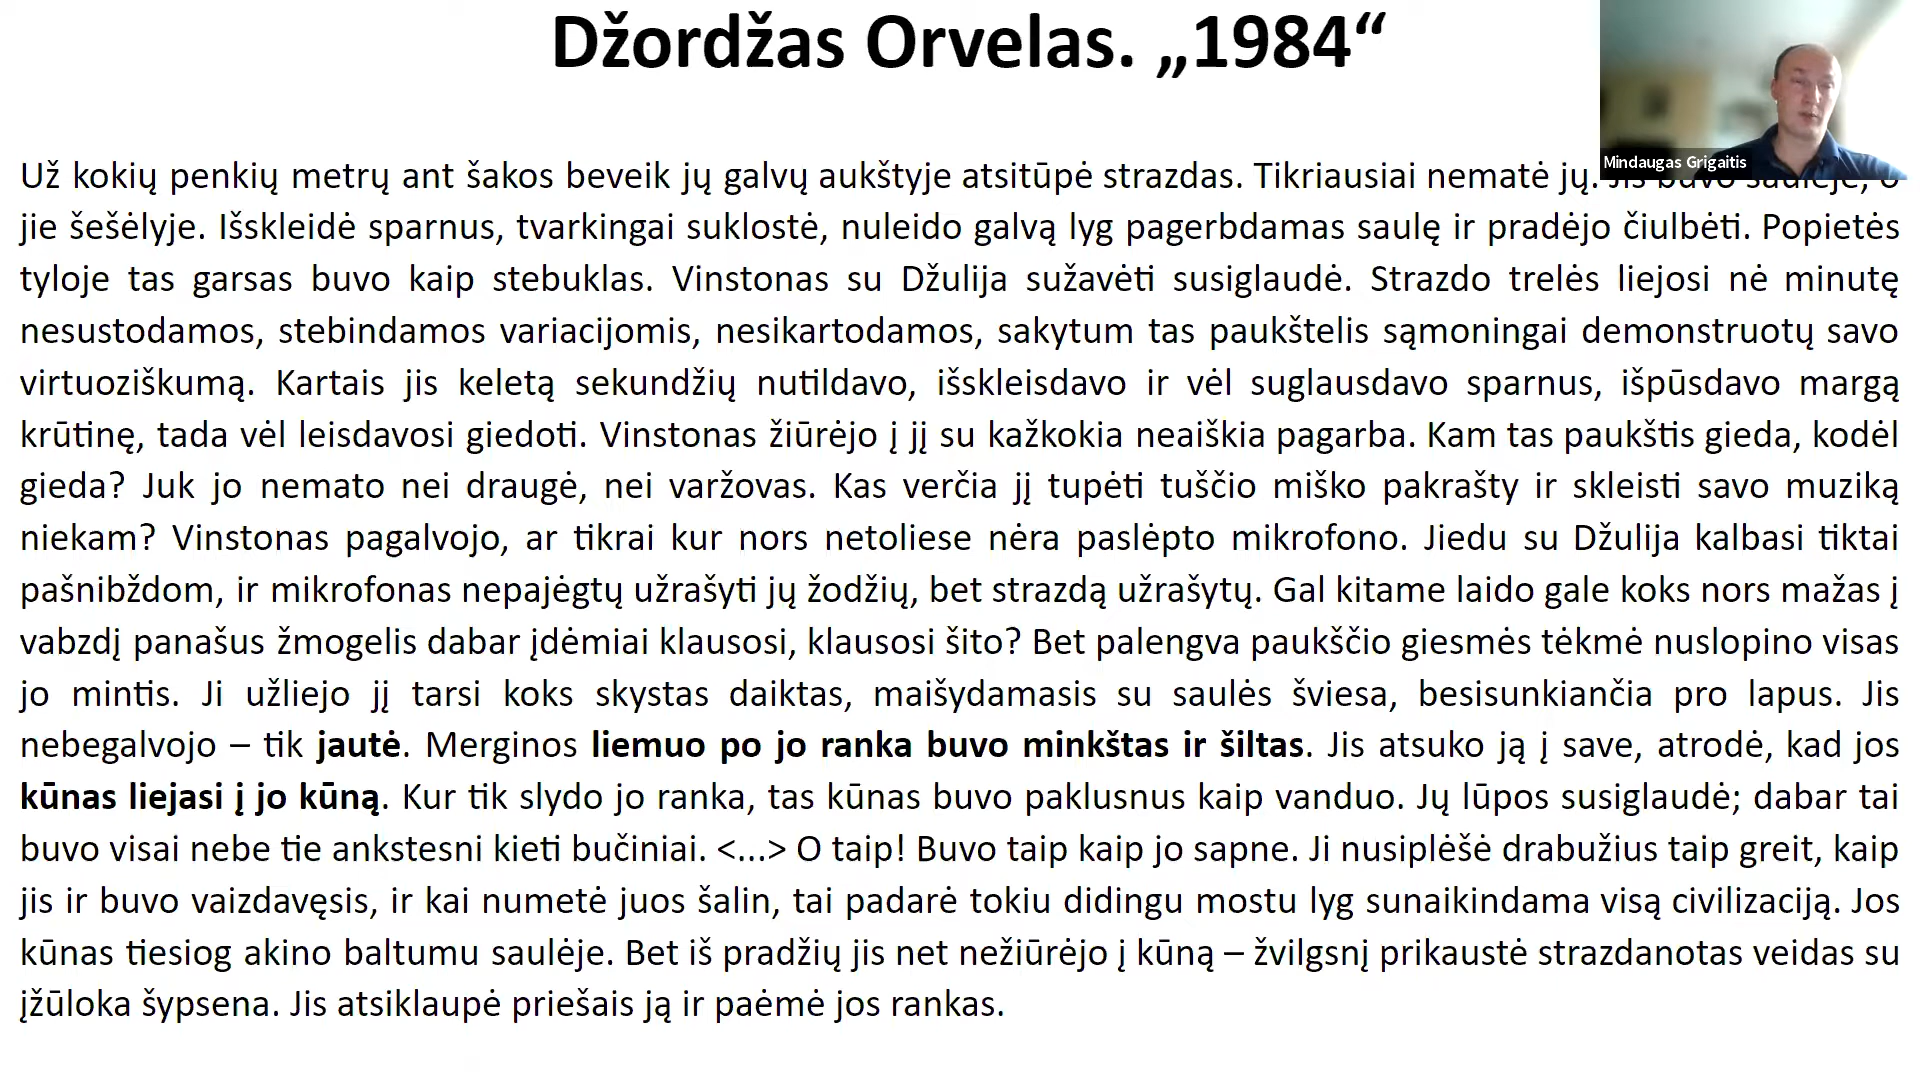 Džordžas Orvelas. „1984“
Mindaugas Grigaitis
Už kokių penkių metrų ant šakos beveik jų galvų aukštyje atsitūpė strazdas. Tikriausiai nematė jų. Jis buvo saulėje, o
jie šešėlyje. Išskleidė sparnus, tvarkingai suklostė, nuleido galvą lyg pagerbdamas saulę ir pradėjo čiulbėti. Popietės
tyloje tas garsas buvo kaip stebuklas. Vinstonas su Džulija sužavėti susiglaudė. Strazdo trelės liejosi nė minutę
nesustodamos, stebindamos variacijomis, nesikartodamos, sakytum tas paukštelis sąmoningai demonstruotų savo
virtuoziškumą. Kartais jis keletą sekundžių nutildavo, išskleisdavo ir vėl suglausdavo sparnus, išpūsdavo margą
krūtinę, tada vėl leisdavosi giedoti. Vinstonas žiūrėjo į jį su kažkokia neaiškia pagarba. Kam tas paukštis gieda, kodėl
gieda? Juk jo nemato nei draugė, nei varžovas. Kas verčia jį tupėti tuščio miško pakrašty ir skleisti savo muziką
niekam? Vinstonas pagalvojo, ar tikrai kur nors netoliese nėra paslėpto mikrofono. Jiedu su Džulija kalbasi tiktai
pašnibždom, ir mikrofonas nepajėgtų užrašyti jų žodžių, bet strazdą užrašytų. Gal kitame laido gale koks nors mažas į
vabzdį panašus žmogelis dabar įdėmiai klausosi, klausosi šito? Bet palengva paukščio giesmės tėkmė nuslopino visas
jo mintis. Ji užliejo jį tarsi koks skystas daiktas, maišydamasis su saulės šviesa, besisunkiančia pro lapus. Jis
nebegalvojo – tik jautė. Merginos liemuo po jo ranka buvo minkštas ir šiltas. Jis atsuko ją į save, atrodė, kad jos
kūnas liejasi į jo kūną. Kur tik slydo jo ranka, tas kūnas buvo paklusnus kaip vanduo. Jų lūpos susiglaudė; dabar tai
buvo visai nebe tie ankstesni kieti bučiniai. <...> O taip! Buvo taip kaip jo sapne. Ji nusiplėšė drabužius taip greit, kaip
jis ir buvo vaizdavęsis, ir kai numetė juos šalin, tai padarė tokiu didingu mostu lyg sunaikindama visą civilizaciją. Jos
kūnas tiesiog akino baltumu saulėje. Bet iš pradžių jis net nežiūrėjo į kūną – žvilgsnį prikaustė strazdanotas veidas su
įžūloka šypsena. Jis atsiklaupė priešais ją ir paėmė jos rankas.